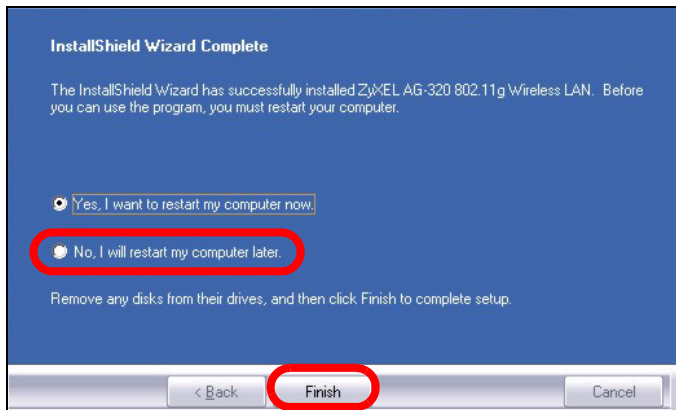 InstallShield Wizard Complete
The InstallShield Wizard has successfully installed ZyXEL AG-320 802.11g Wireless LAN. Before
you can use the program, you must restart your computer.
Yes, I want to restart my computer now.
No, I will restart my computer later.
Remove any disks from their drives, and then click Finish to complete setup.
< Back Finish Cancel